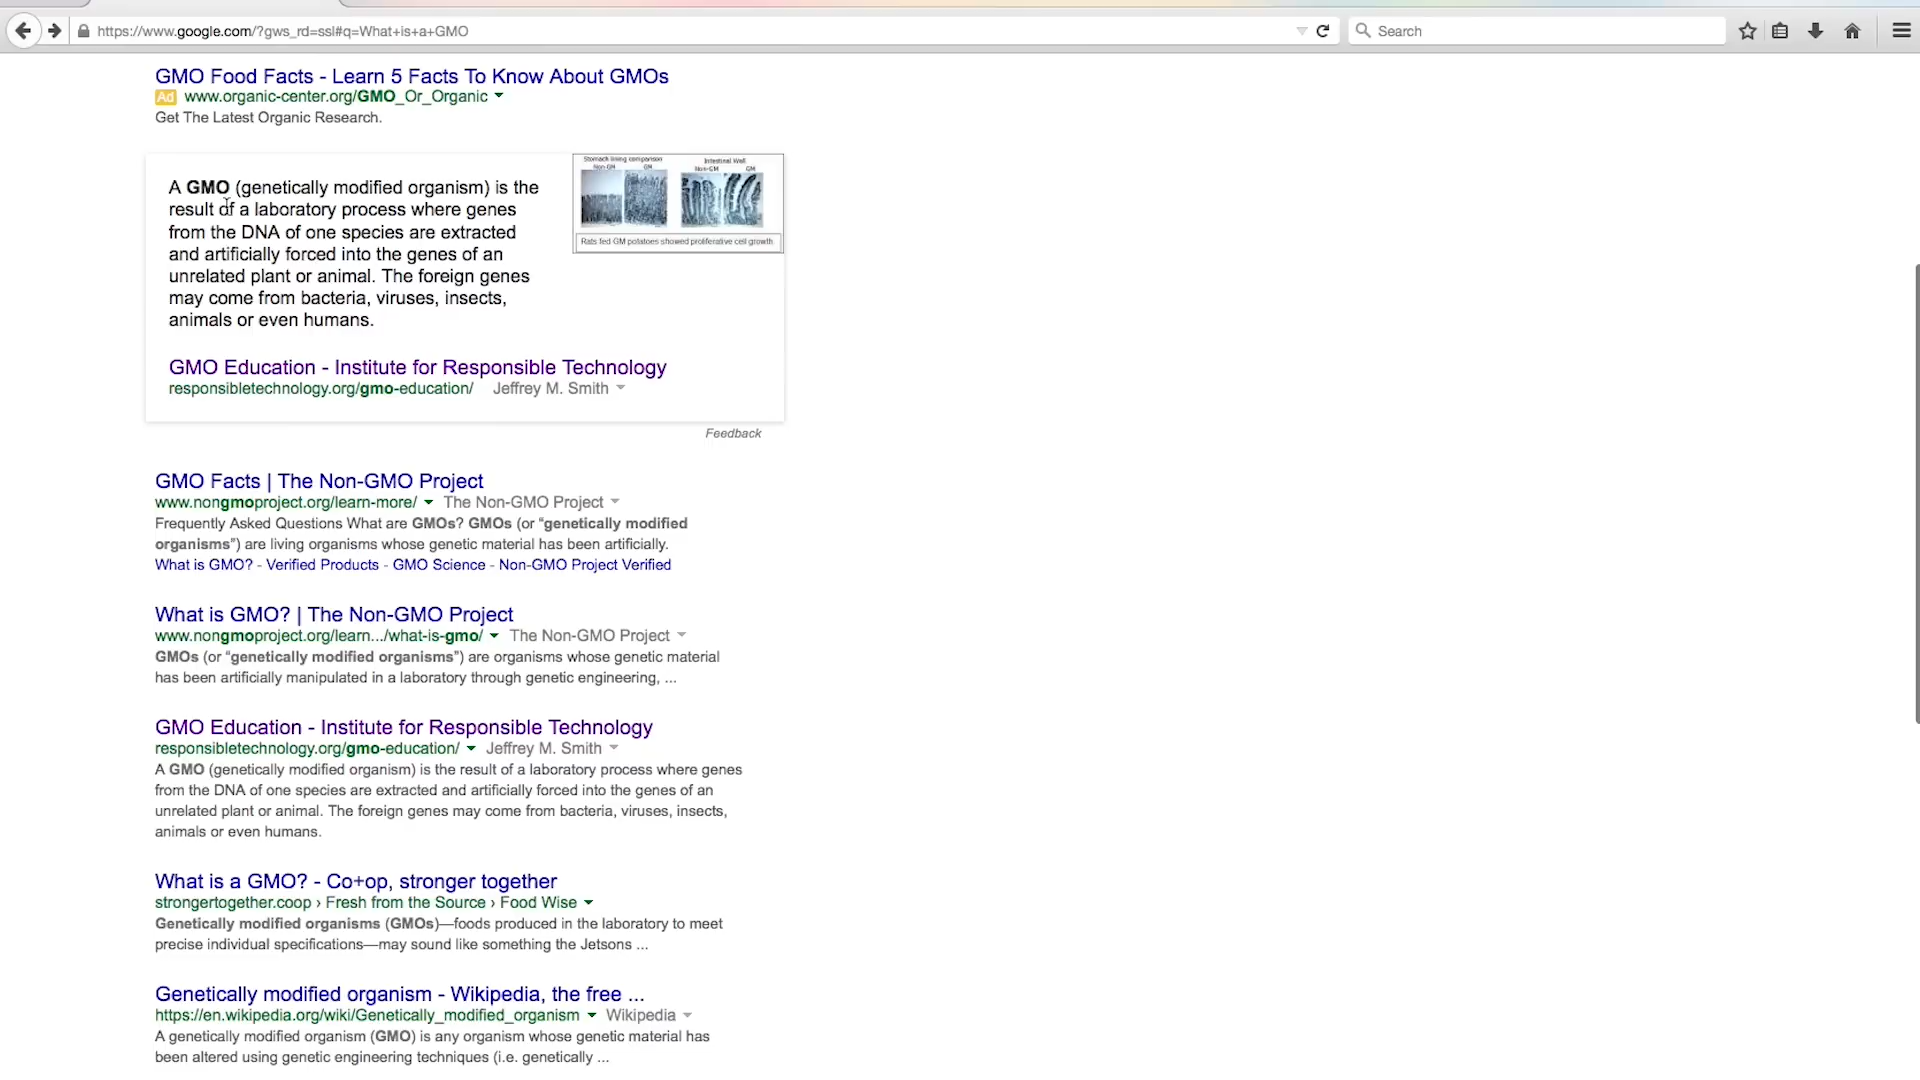 https://www.google.com/?gws_rd=ssl#q=What+is+a+GMO
Search
GMO Food Facts - Learn 5 Facts To Know About GMOs
Ad www.organic-center.org/GMO_Or_Organic
Get The Latest Organic Research.
A GMO (genetically modified organism) is the
result of a laboratory process where genes
from the DNA of one species are extracted
and artificially forced into the genes of an
unrelated plant or animal. The foreign genes
may come from bacteria, viruses, insects,
animals or even humans.
Stomach lining comparison
Non-GM GM
Intestinal Wall
Non-GM GM
Rats fed GM potatoes showed proliferative cell growth
GMO Education - Institute for Responsible Technology
responsibletechnology.org/gmo-education/ Jeffrey M. Smith
Feedback
GMO Facts | The Non-GMO Project
www.nongmoproject.org/learn-more/ The Non-GMO Project
Frequently Asked Questions What are GMOs? GMOs (or “genetically modified
organisms”) are living organisms whose genetic material has been artificially.
What is GMO? - Verified Products - GMO Science - Non-GMO Project Verified
What is GMO? | The Non-GMO Project
www.nongmoproject.org/learn.../what-is-gmo/ The Non-GMO Project
GMOs (or “genetically modified organisms”) are organisms whose genetic material
has been artificially manipulated in a laboratory through genetic engineering, ...
GMO Education - Institute for Responsible Technology
responsibletechnology.org/gmo-education/ Jeffrey M. Smith
A GMO (genetically modified organism) is the result of a laboratory process where genes
from the DNA of one species are extracted and artificially forced into the genes of an
unrelated plant or animal. The foreign genes may come from bacteria, viruses, insects,
animals or even humans.
What is a GMO? - Co+op, stronger together
strongertogether.coop › Fresh from the Source › Food Wise
Genetically modified organisms (GMOs)—foods produced in the laboratory to meet
precise individual specifications—may sound like something the Jetsons ...
Genetically modified organism - Wikipedia, the free ...
https://en.wikipedia.org/wiki/Genetically_modified_organism Wikipedia
A genetically modified organism (GMO) is any organism whose genetic material has
been altered using genetic engineering techniques (i.e. genetically ...